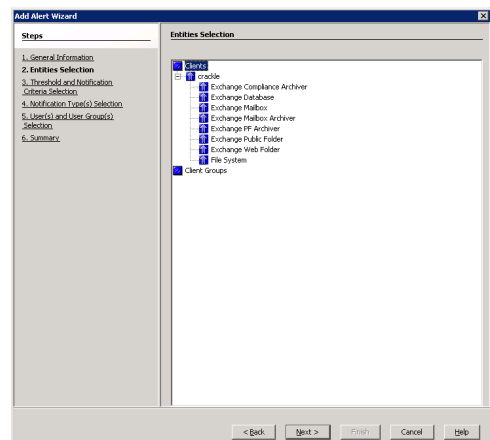 Add Alert Wizard
Steps
1. General Information
2. Entities Selection
3. Threshold and Notification
Criteria Selection
4. Notification Type(s) Selection
5. User(s) and User Group(s)
Selection
6. Summary
Entities Selection
Clients
crackle
Exchange Compliance Archiver
Exchange Database
Exchange Mailbox
Exchange Mailbox Archiver
Exchange PF Archiver
Exchange Public Folder
Exchange Web Folder
File System
Client Groups
< Back
Next >
Finish
Cancel
Help